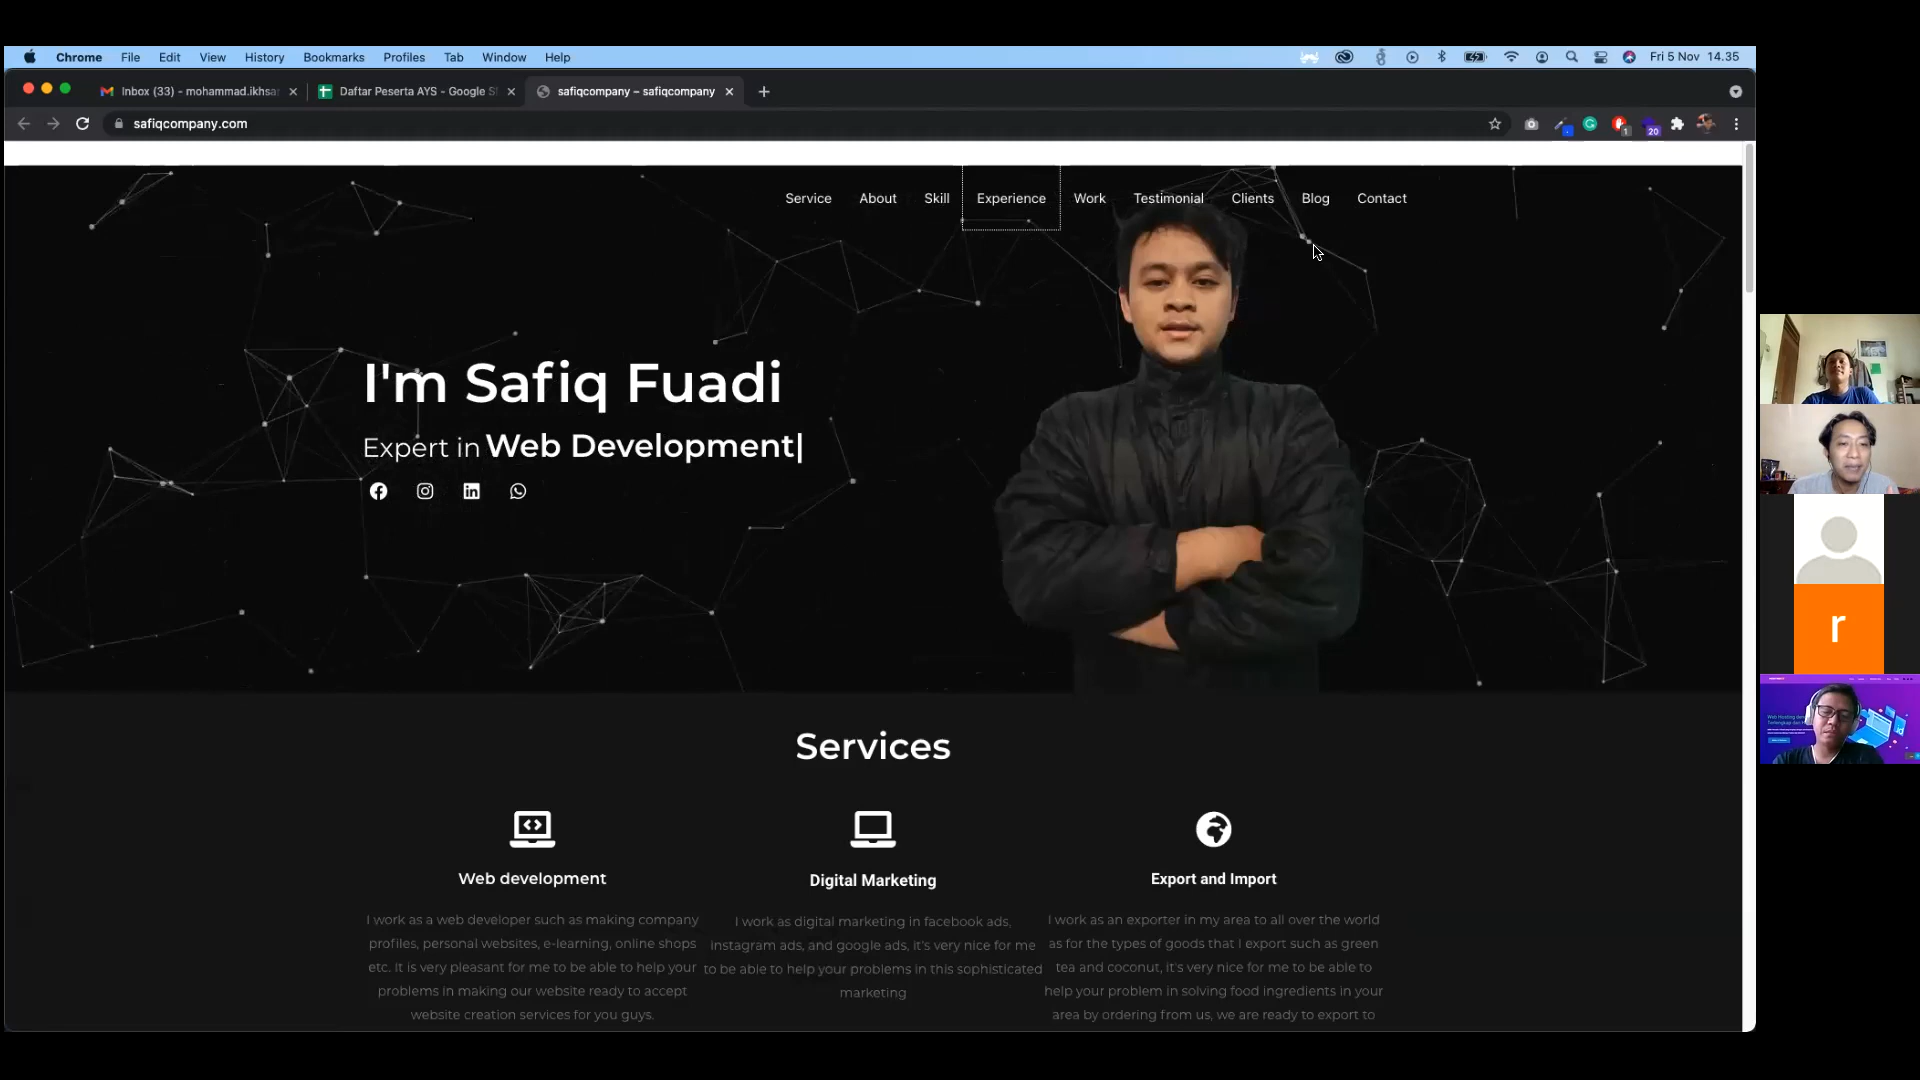 Chrome File Edit View History Bookmarks Profiles Tab Window Help Fri 5 Nov 14.35
Inbox (33) – mohammad.ikhsa
Daftar Peserta AYS - Google S
safiqcompany – safiqcompany
safiqcompany.com
1
20
Service About Skill Experience Work Testimonial Clients Blog Contact
I'm Safiq Fuadi
Expert in Web Development|
Services
Web development
I work as a web developer such as making company
profiles, personal websites, e-learning, online shops
etc. it is very pleasant for me to be able to help your
problems in making our website ready to accept
website creation services for you guys.
Digital Marketing
I work as digital marketing in facebook ads,
instagram ads, and google ads, it's very nice for me
to be able to help your problems in this sophisticated
marketing
Export and Import
I work as an exporter in my area to all over the world
as for the types of goods that I export such as green
tea and coconut, it's very nice for me to be able to
help your problem in solving food ingredients in your
area by ordering from us, we are ready to export to
r
Web Hosting